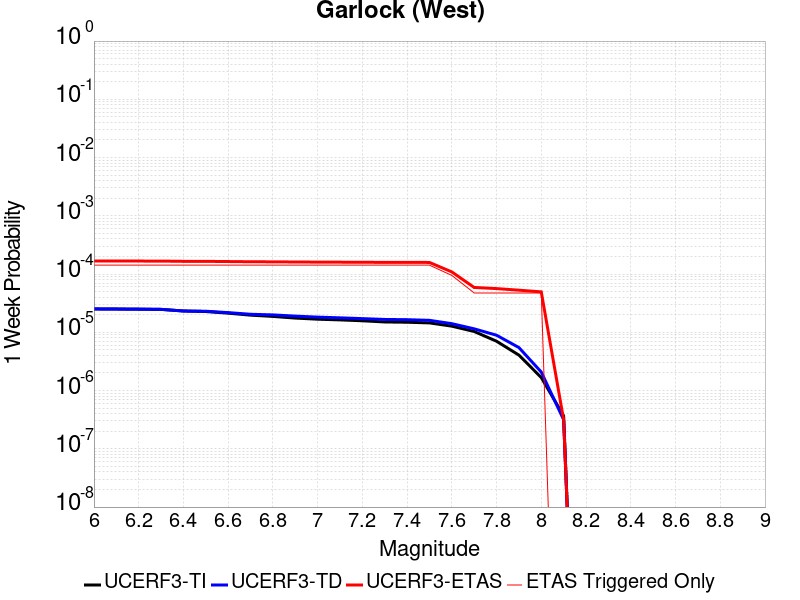 Garlock (West)
10^0
10^-1
10^-2
10^-3
10^-4
10^-5
10^-6
10^-7
10^-8
1 Week Probability
6 6.2 6.4 6.6 6.8 7 7.2 7.4 7.6 7.8 8 8.2 8.4 8.6 8.8 9
Magnitude
UCERF3-TI UCERF3-TD UCERF3-ETAS ETAS Triggered Only